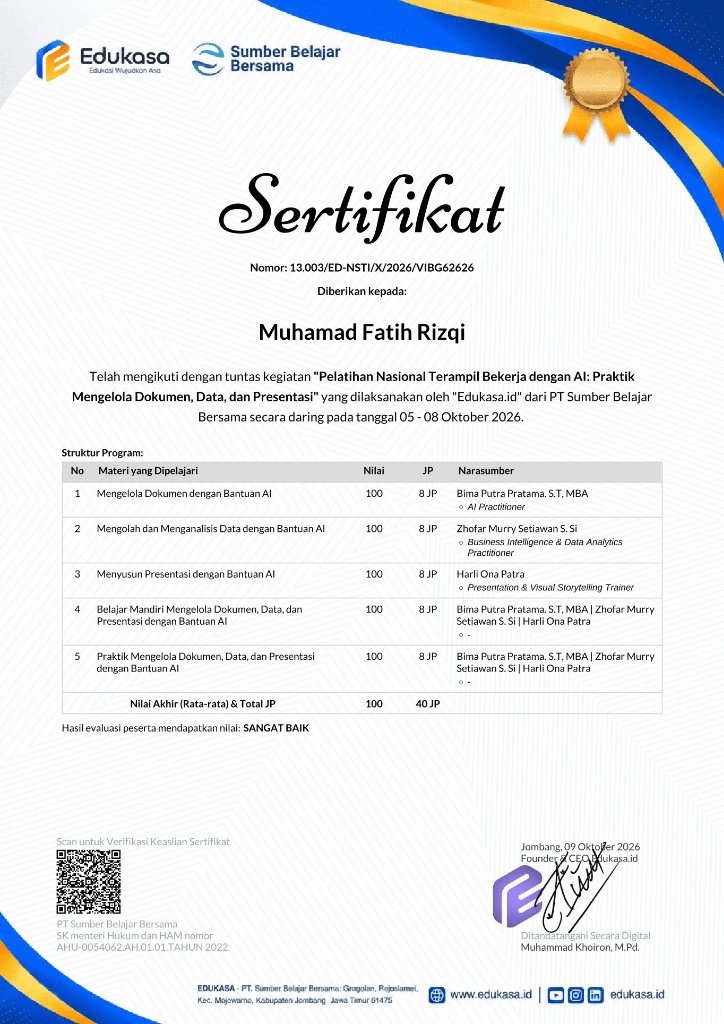 Edukasa
Edukasi Wujudkan Asa
Sumber Belajar
Bersama
Sertifikat
Nomor: 13.003/ED-NSTI/X/2026/VIBG62626
Diberikan kepada:
Muhamad Fatih Rizqi
Telah mengikuti dengan tuntas kegiatan "Pelatihan Nasional Terampil Bekerja dengan AI: Praktik
Mengelola Dokumen, Data, dan Presentasi" yang dilaksanakan oleh "Edukasa.id" dari PT Sumber Belajar
Bersama secara daring pada tanggal 05 - 08 Oktober 2026.
Struktur Program:
No Materi yang Dipelajari Nilai JP Narasumber
1 Mengelola Dokumen dengan Bantuan AI 100 8 JP Bima Putra Pratama. S.T, MBA
○ AI Practitioner
2 Mengolah dan Menganalisis Data dengan Bantuan AI 100 8 JP Zhofar Murry Setiawan S. Si
○ Business Intelligence & Data Analytics
Practitioner
3 Menyusun Presentasi dengan Bantuan AI 100 8 JP Harli Ona Patra
○ Presentation & Visual Storytelling Trainer
4 Belajar Mandiri Mengelola Dokumen, Data, dan 100 8 JP Bima Putra Pratama. S.T, MBA | Zhofar Murry
Presentasi dengan Bantuan AI Setiawan S. Si | Harli Ona Patra
○ -
5 Praktik Mengelola Dokumen, Data, dan Presentasi 100 8 JP Bima Putra Pratama. S.T, MBA | Zhofar Murry
dengan Bantuan AI Setiawan S. Si | Harli Ona Patra
○ -
Nilai Akhir (Rata-rata) & Total JP 100 40 JP
Hasil evaluasi peserta mendapatkan nilai: SANGAT BAIK
Scan untuk Verifikasi Keaslian Sertifikat
PT Sumber Belajar Bersama
SK menteri Hukum dan HAM nomor
AHU-0054062.AH.01.01.TAHUN 2022
Jombang, 09 Oktober 2026
Founder & CEO Edukasa.id
Ditandatangani Secara Digital
Muhammad Khoiron, M.Pd.
EDUKASA - PT. Sumber Belajar Bersama: Grogolan, Rejoslamet,
Kec. Mojowarno, Kabupaten Jombang Jawa Timur 61475
www.edukasa.id | edukasa.id